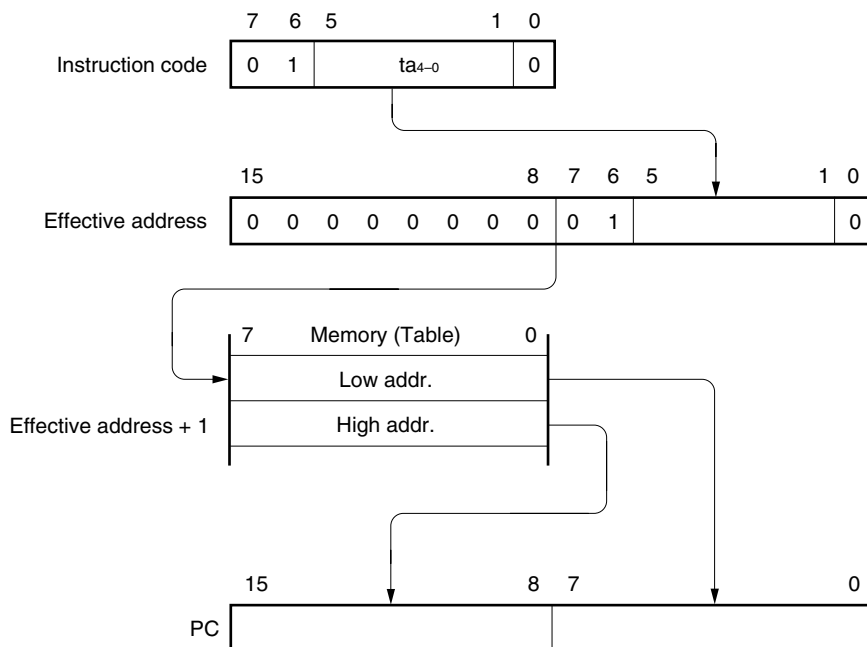 7 6 5 1 0
Instruction code 0 1 ta4–0 0
15 8 7 6 5 1 0
Effective address 0 0 0 0 0 0 0 0 0 1 0
7 Memory (Table) 0
Low addr.
Effective address + 1 High addr.
15 8 7 0
PC